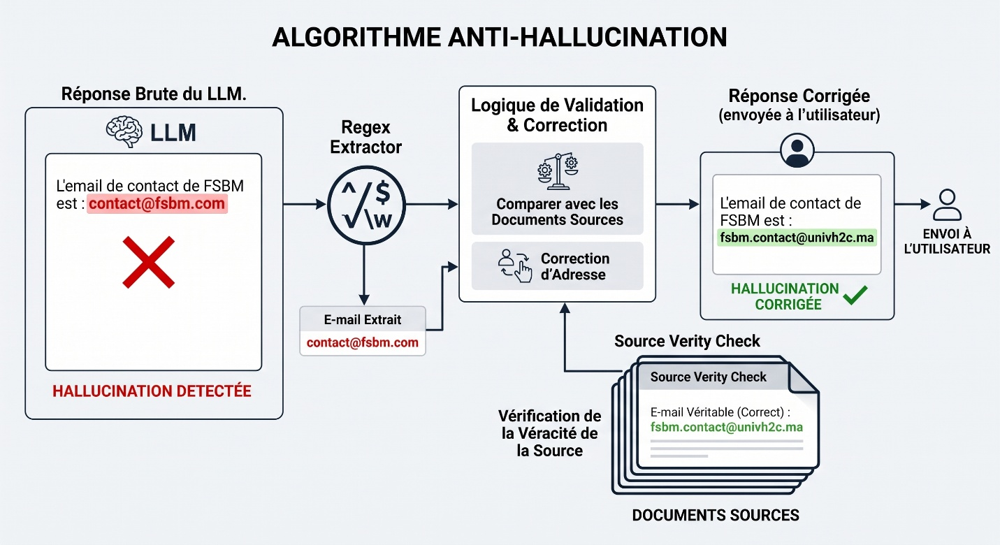 ALGORITHME ANTI-HALLUCINATION
Réponse Brute du LLM.
LLM
L'email de contact de FSBM
est : contact@fsbm.com
HALLUCINATION DETECTÉE
Regex
Extractor
^/$
√\w
E-mail Extrait
contact@fsbm.com
Logique de Validation
& Correction
Comparer avec les
Documents Sources
Correction
d'Adresse
Réponse Corrigée
(envoyée à l'utilisateur)
L'email de contact de
FSBM est :
fsbm.contact@univh2c.ma
HALLUCINATION
CORRIGÉE
ENVOI À
L'UTILISATEUR
Source Verity Check
Source Verity Check
E-mail Véritable (Correct) :
fsbm.contact@univh2c.ma
Vérification de
la Véracité de
la Source
DOCUMENTS SOURCES